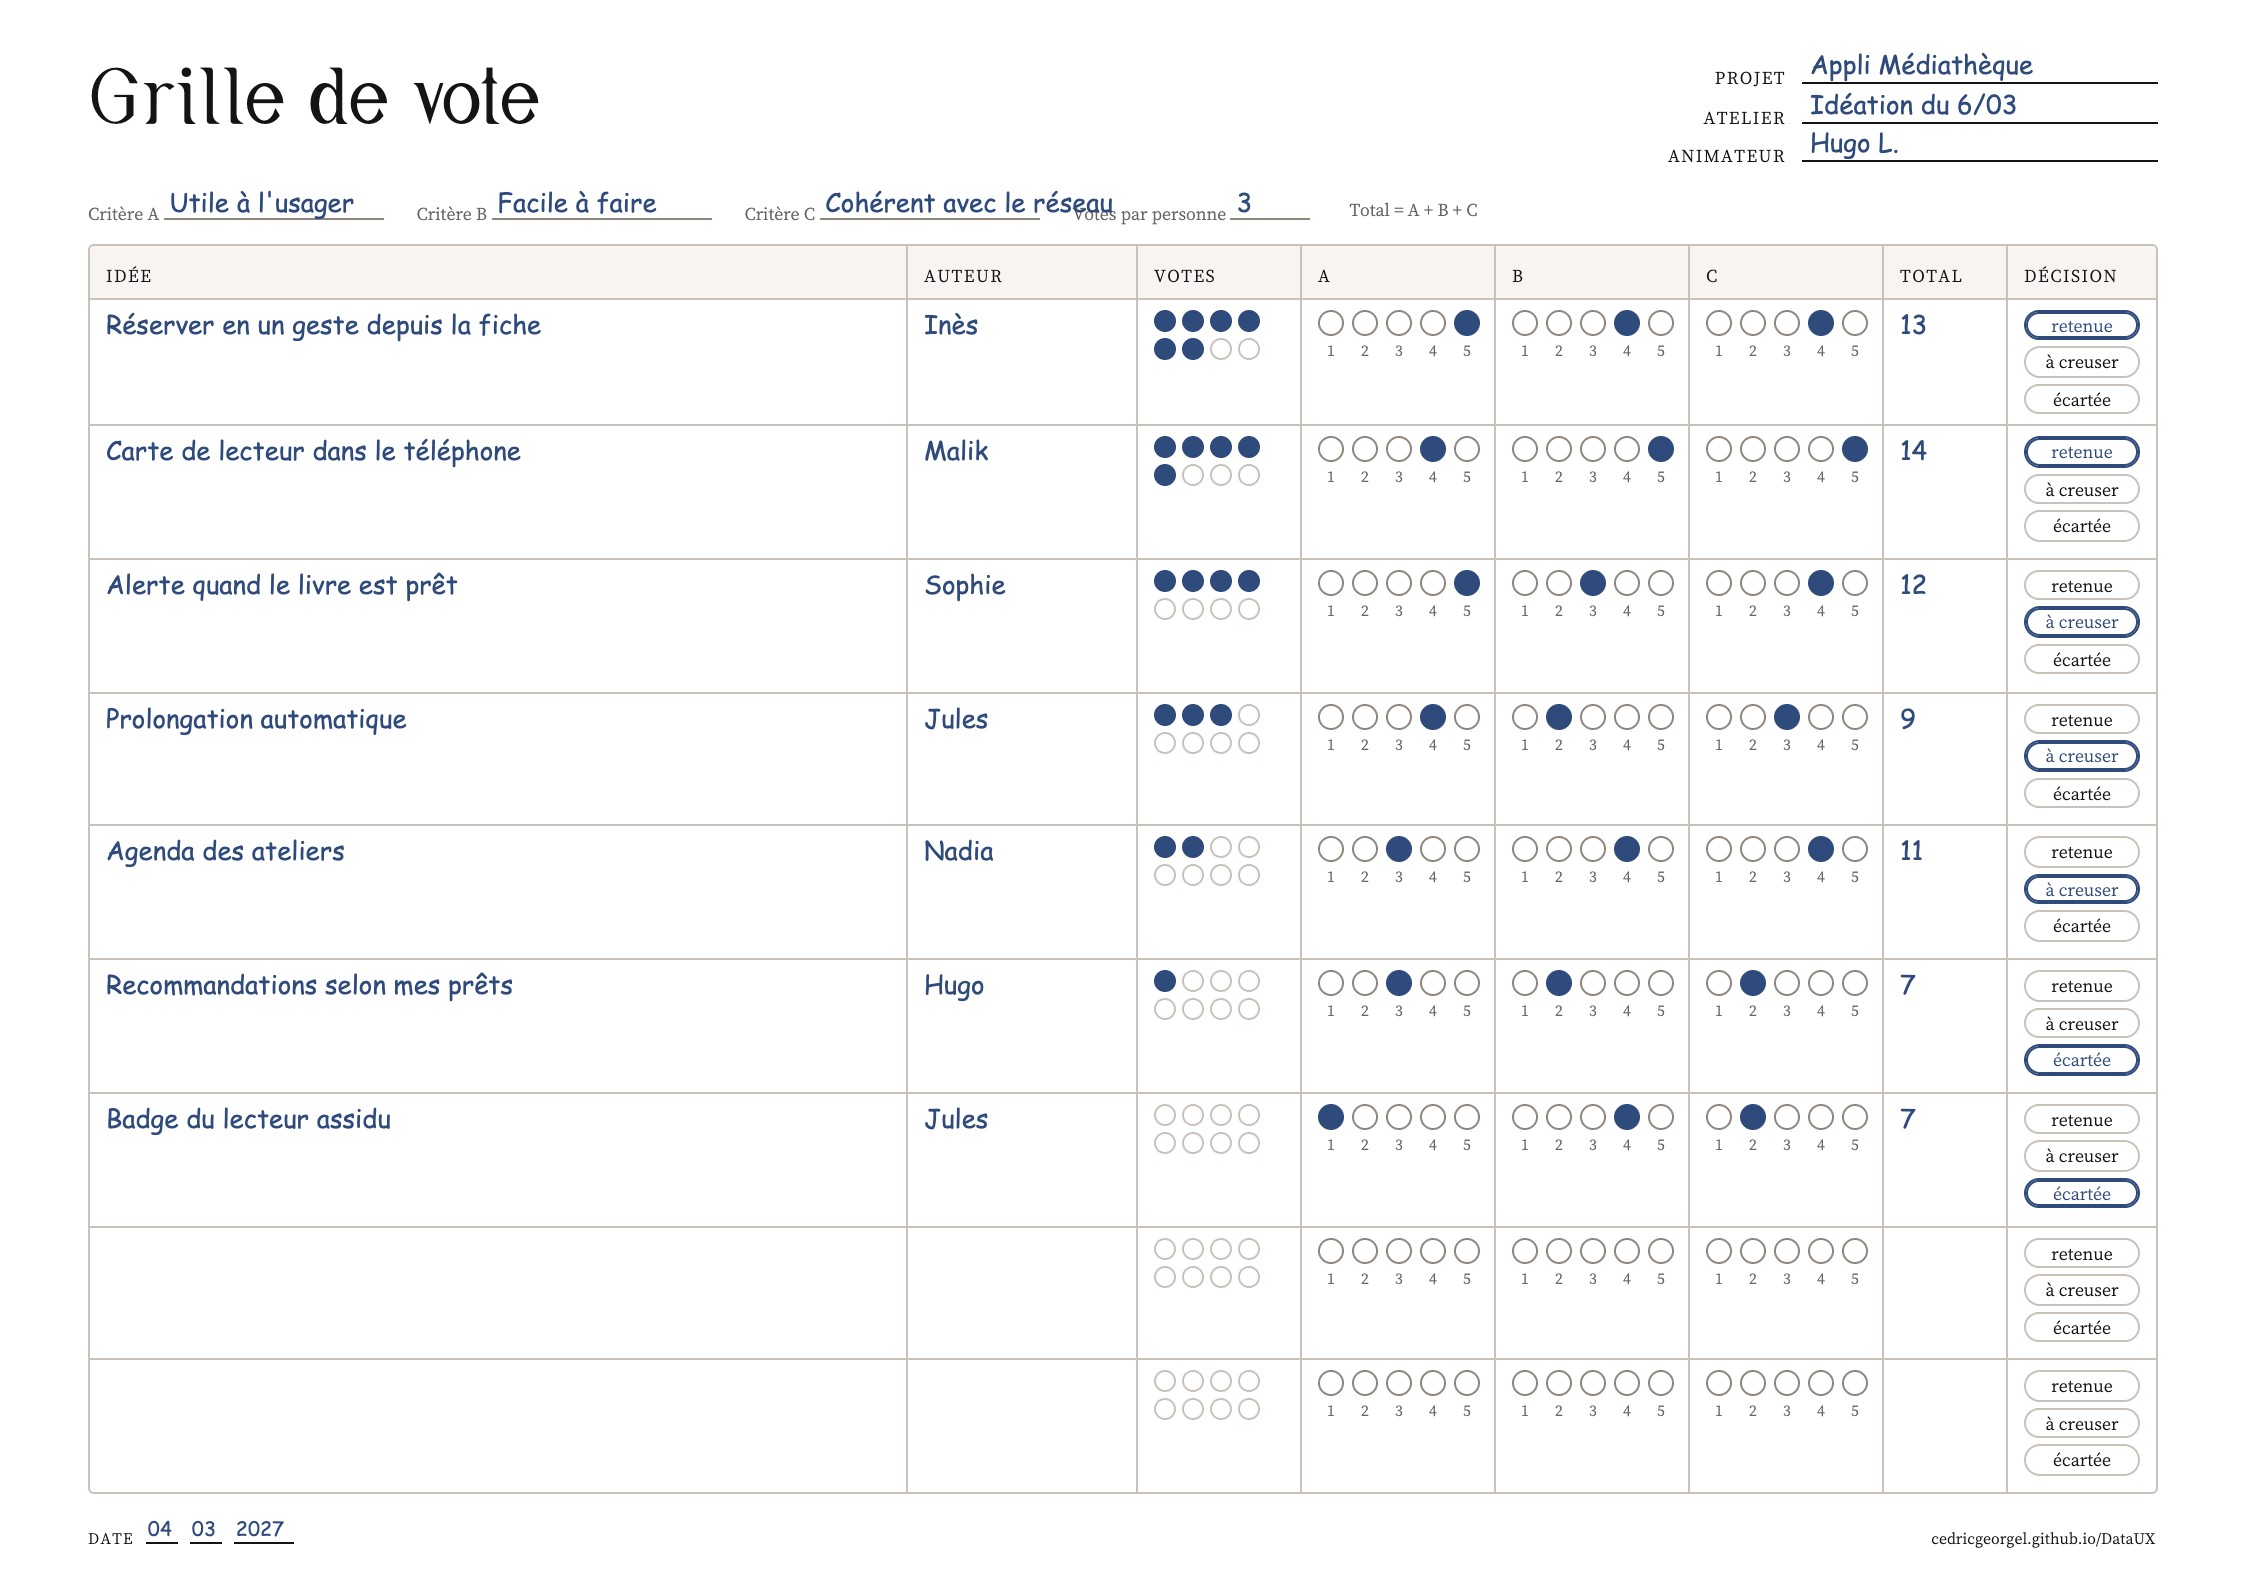 Grille de vote
PROJET Appli Médiathèque
ATELIER Idéation du 6/03
ANIMATEUR Hugo L.
Critère A Utile à l'usager Critère B Facile à faire Critère C Cohérent avec le réseau Votes par personne 3 Total = A + B + C
IDÉE AUTEUR VOTES A B C TOTAL DÉCISION
Réserver en un geste depuis la fiche Inès 13 retenue
1 2 3 4 5 1 2 3 4 5 1 2 3 4 5
à creuser
écartée
Carte de lecteur dans le téléphone Malik 14 retenue
1 2 3 4 5 1 2 3 4 5 1 2 3 4 5
à creuser
écartée
Alerte quand le livre est prêt Sophie 12 retenue
1 2 3 4 5 1 2 3 4 5 1 2 3 4 5
à creuser
écartée
Prolongation automatique Jules 9 retenue
1 2 3 4 5 1 2 3 4 5 1 2 3 4 5
à creuser
écartée
Agenda des ateliers Nadia 11 retenue
1 2 3 4 5 1 2 3 4 5 1 2 3 4 5
à creuser
écartée
Recommandations selon mes prêts Hugo 7 retenue
1 2 3 4 5 1 2 3 4 5 1 2 3 4 5
à creuser
écartée
Badge du lecteur assidu Jules 7 retenue
1 2 3 4 5 1 2 3 4 5 1 2 3 4 5
à creuser
écartée
retenue
1 2 3 4 5 1 2 3 4 5 1 2 3 4 5
à creuser
écartée
retenue
1 2 3 4 5 1 2 3 4 5 1 2 3 4 5
à creuser
écartée
DATE 04 03 2027
cedricgeorgel.github.io/DataUX